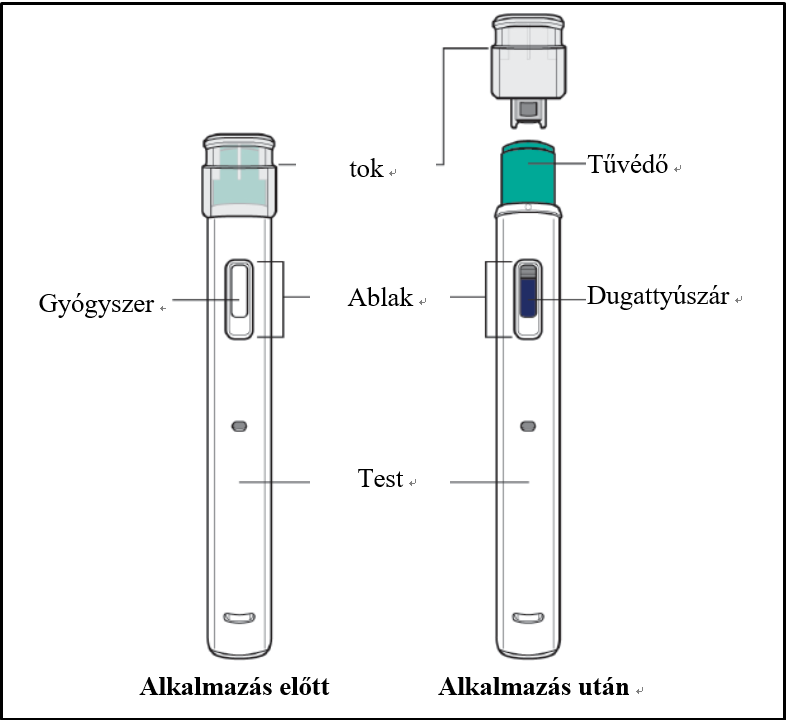 tok
Tűvédő
Gyógyszer
Ablak
Dugattyúszár
Test
Alkalmazás előtt
Alkalmazás után